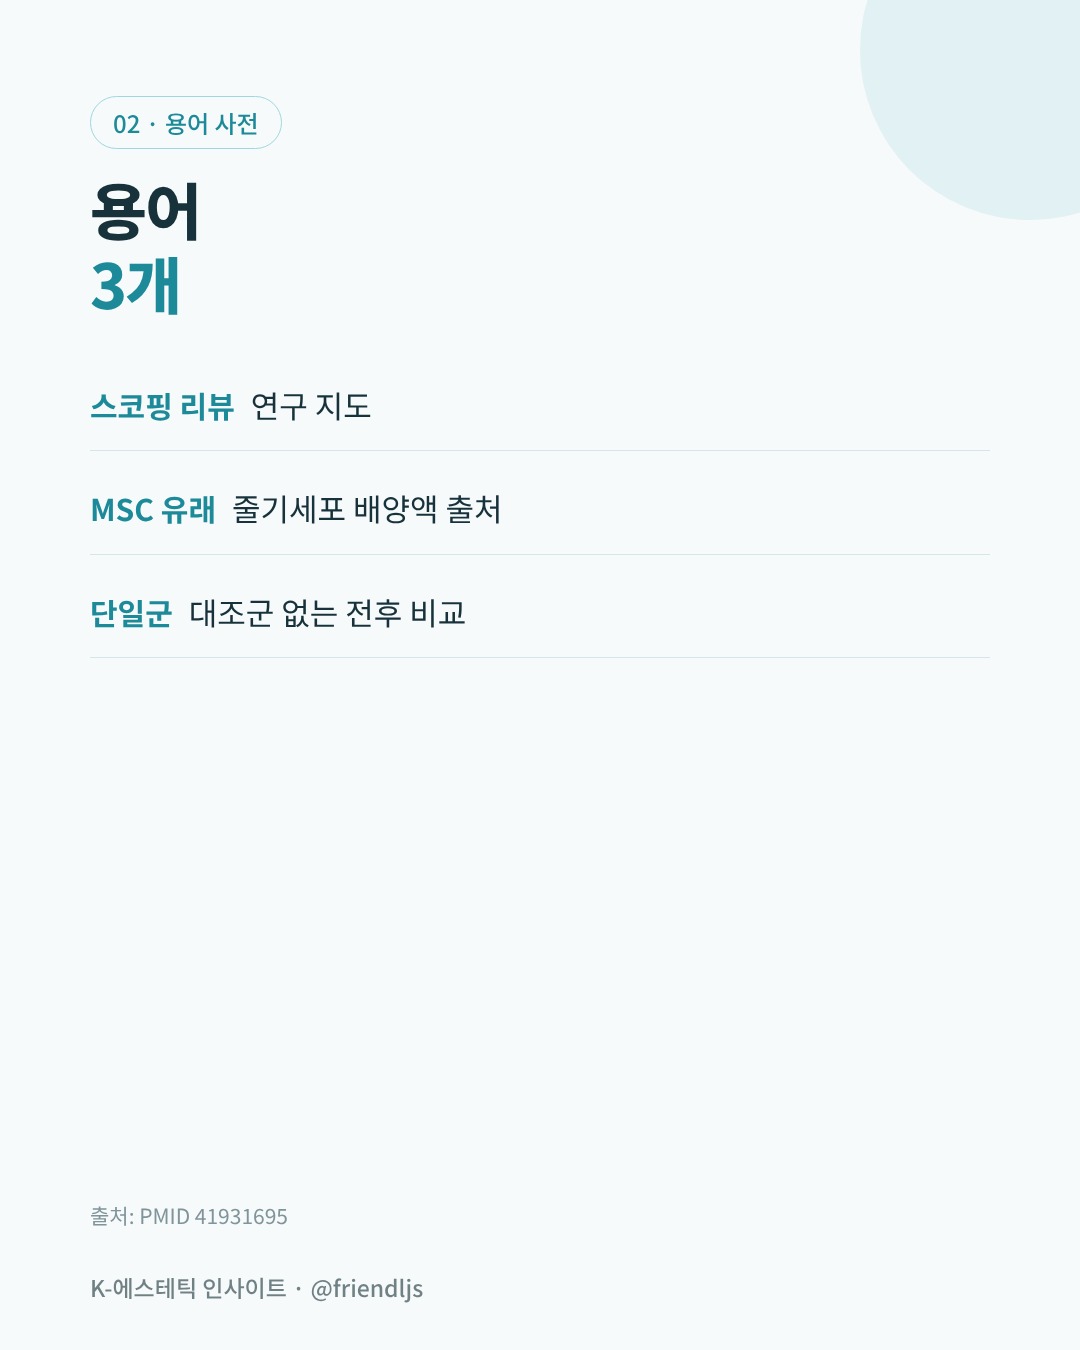 02 · 용어 사전
용어
3개
스코핑 리뷰 연구 지도
MSC 유래 줄기세포 배양액 출처
단일군 대조군 없는 전후 비교
출처: PMID 41931695
K-에스테틱 인사이트 · @friendljs